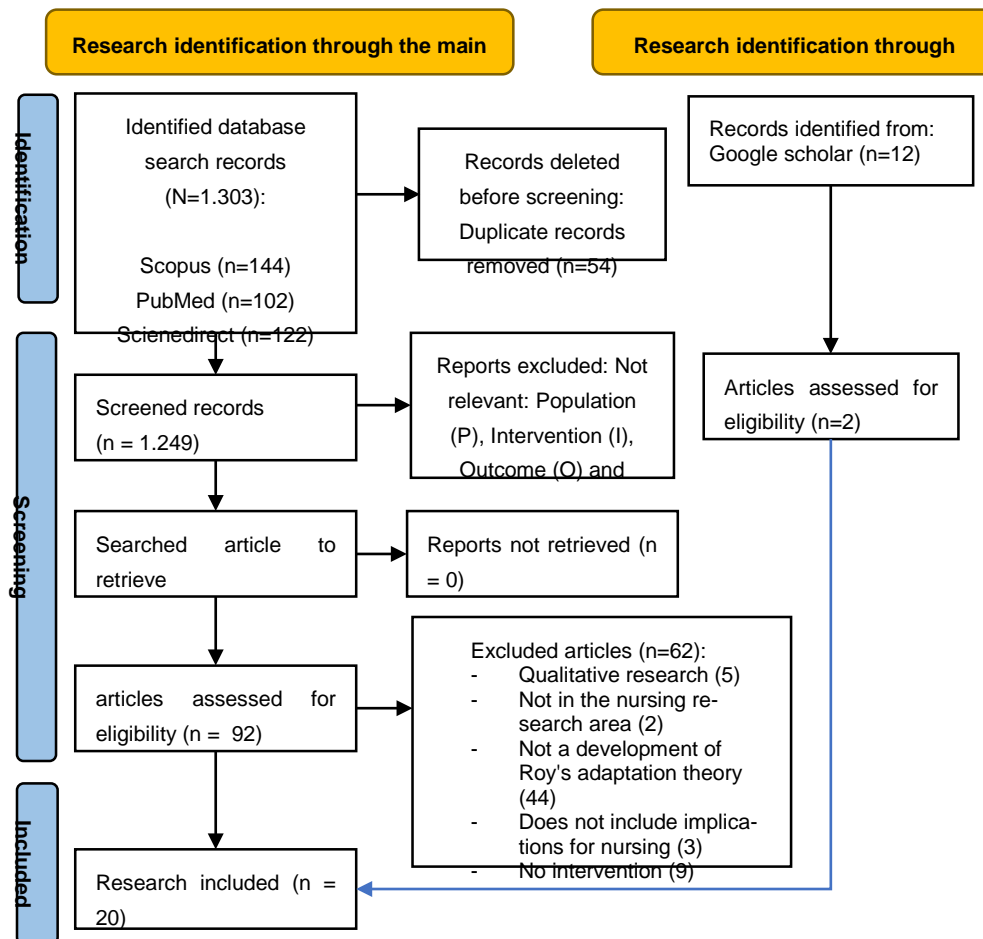 Research identification through the main
Research identification through
Identification
Identified database
search records
(N=1.303):
Scopus (n=144)
PubMed (n=102)
Scienedirect (n=122)
Records deleted
before screening:
Duplicate records
removed (n=54)
Records identified from:
Google scholar (n=12)
Screening
Screened records
(n = 1.249)
Reports excluded: Not
relevant: Population
(P), Intervention (I),
Outcome (O) and
Articles assessed for
eligibility (n=2)
Searched article to
retrieve
Reports not retrieved (n
= 0)
articles assessed for
eligibility (n = 92)
Excluded articles (n=62):
- Qualitative research (5)
- Not in the nursing re-
search area (2)
- Not a development of
Roy's adaptation theory
(44)
- Does not include implica-
tions for nursing (3)
- No intervention (9)
Included
Research included (n =
20)